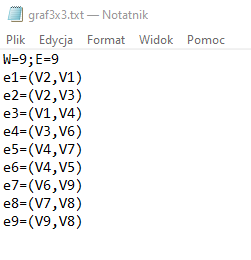 graf3x3.txt — Notatnik
Plik Edycja Format Widok Pomoc
W=9;E=9
e1=(V2,V1)
e2=(V2,V3)
e3=(V1,V4)
e4=(V3,V6)
e5=(V4,V7)
e6=(V4,V5)
e7=(V6,V9)
e8=(V7,V8)
e9=(V9,V8)